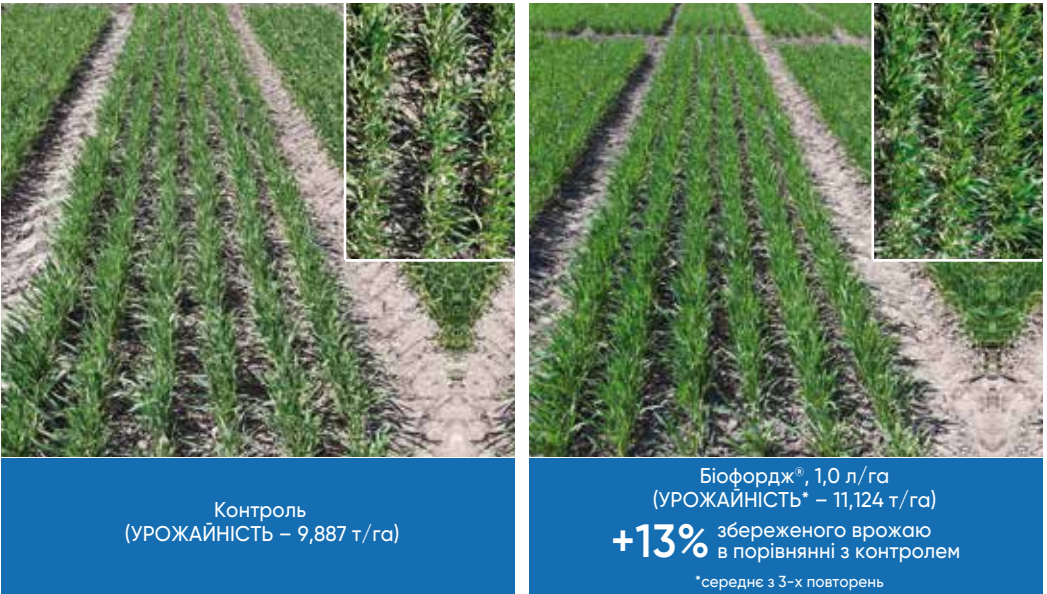 Контроль
(УРОЖАЙНІСТЬ – 9,887 т/га)
Біофордж®, 1,0 л/га
(УРОЖАЙНІСТЬ* – 11,124 т/га)
+13% збереженого врожаю
в порівнянні з контролем
*середнє з 3-х повторень